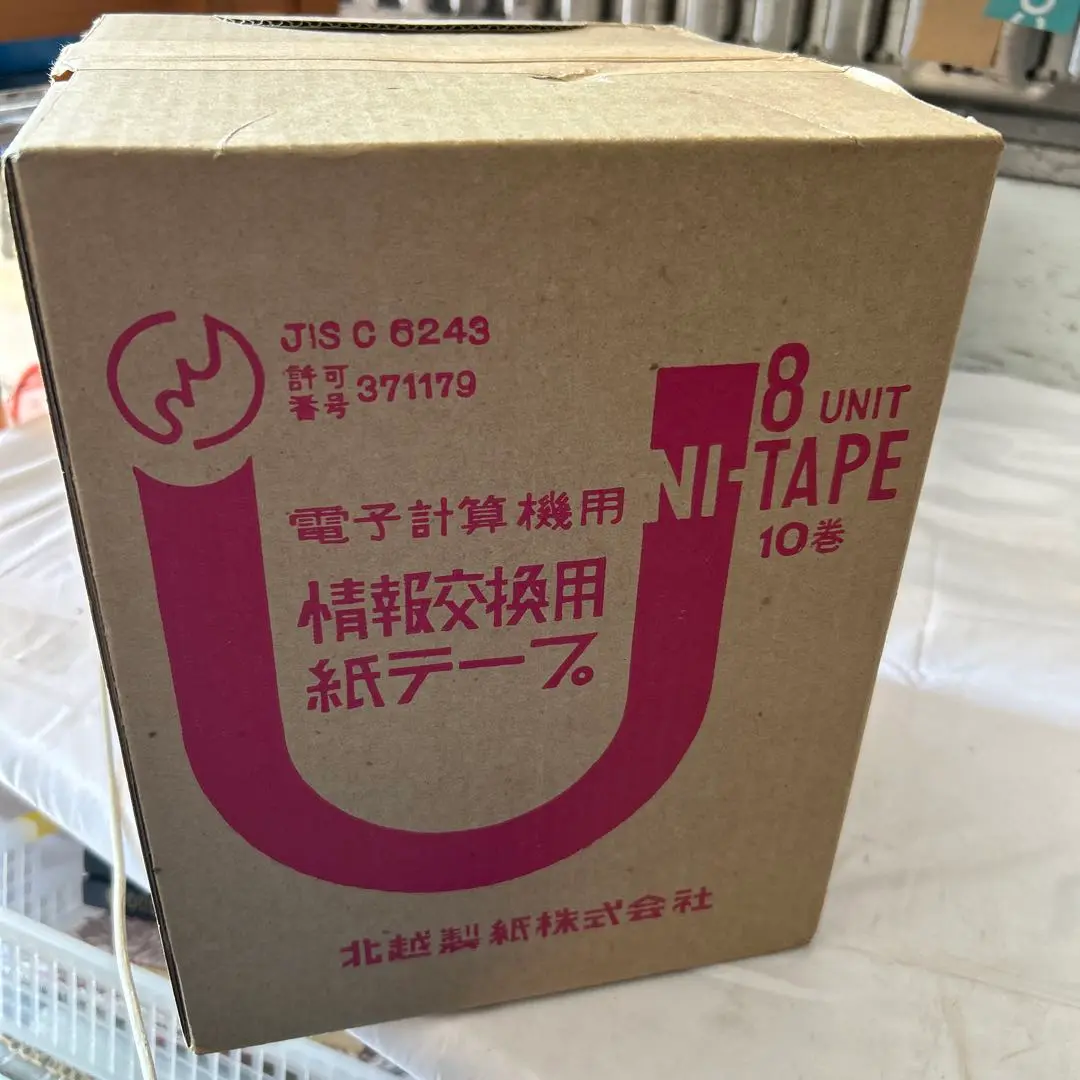 JIS C 6243
許可番号 371179
8 UNIT
UNI-TAPE
10巻
電子計算機用
情報交換用
紙テープ
北越製紙株式会社